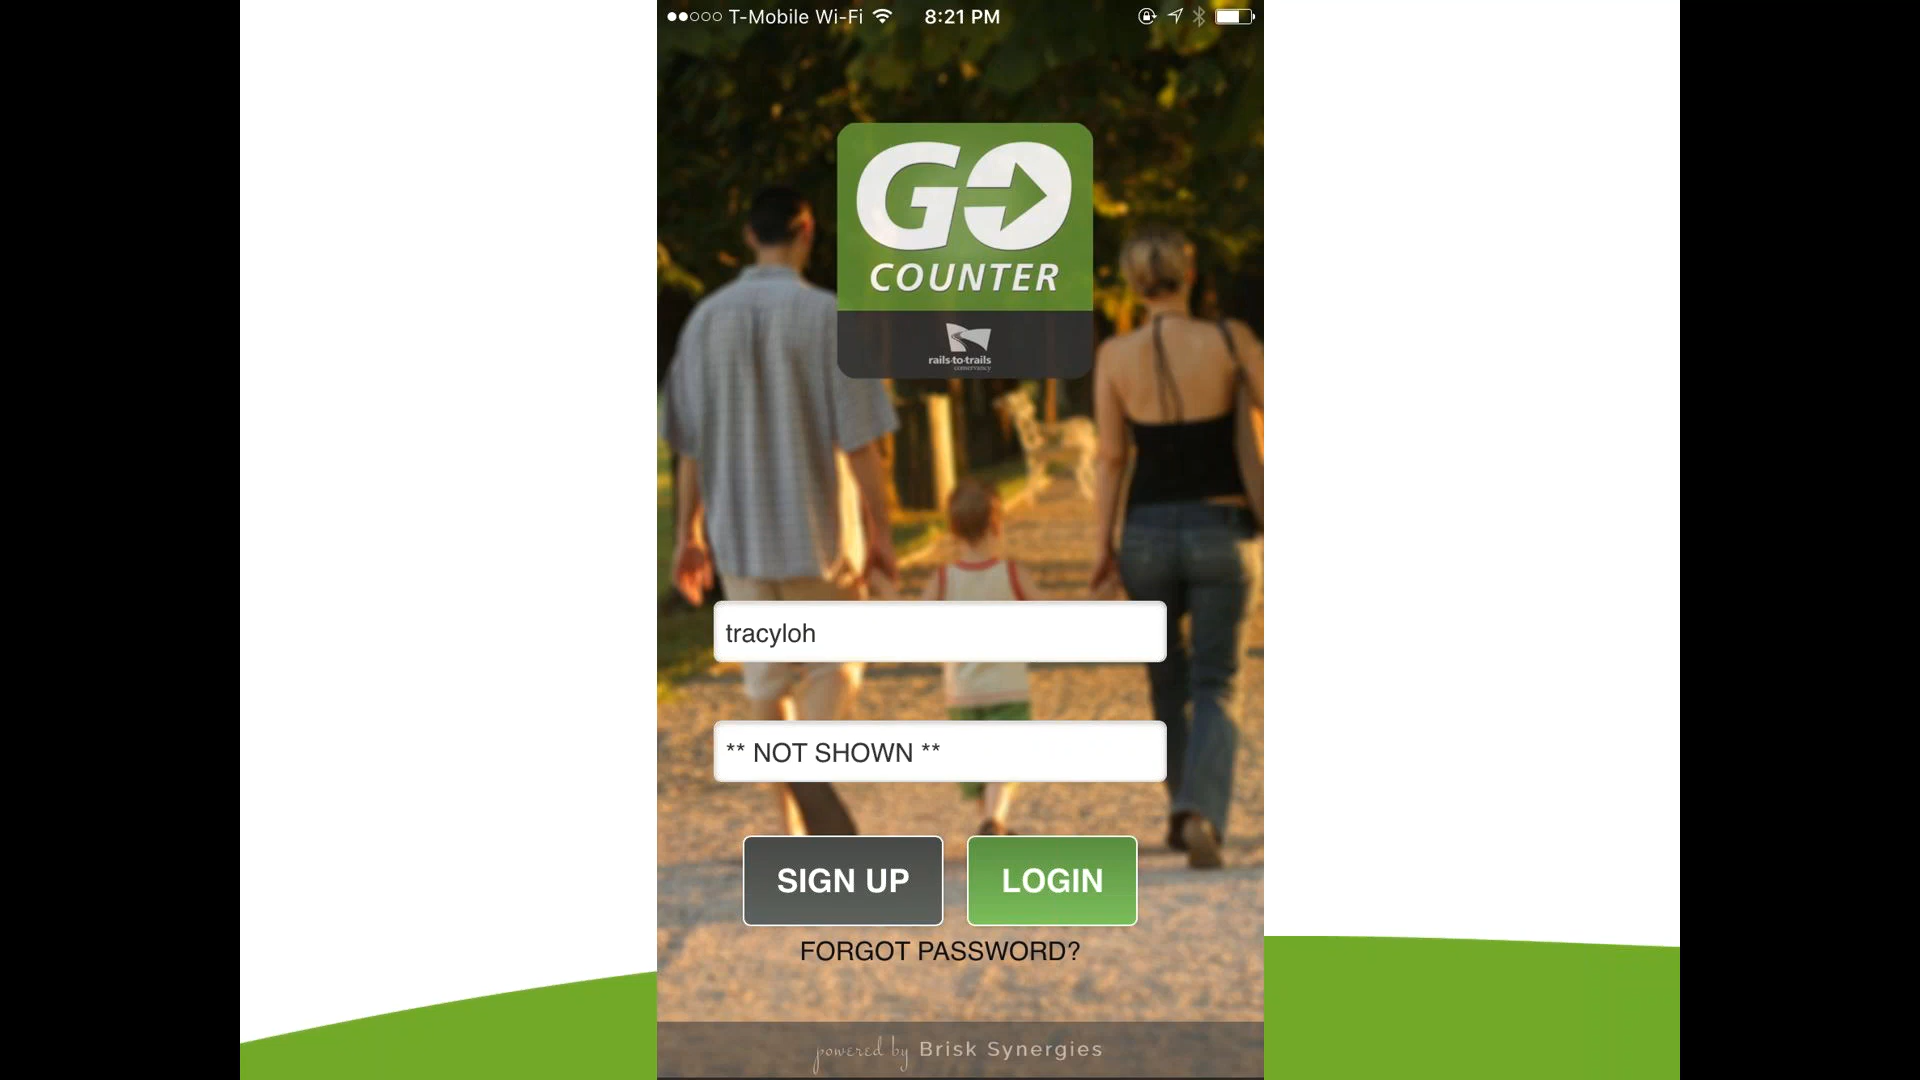 T-Mobile Wi-Fi 8:21 PM
GO
COUNTER
rails-to-trails
conservancy
tracyloh
** NOT SHOWN **
SIGN UP LOGIN
FORGOT PASSWORD?
powered by Brisk Synergies